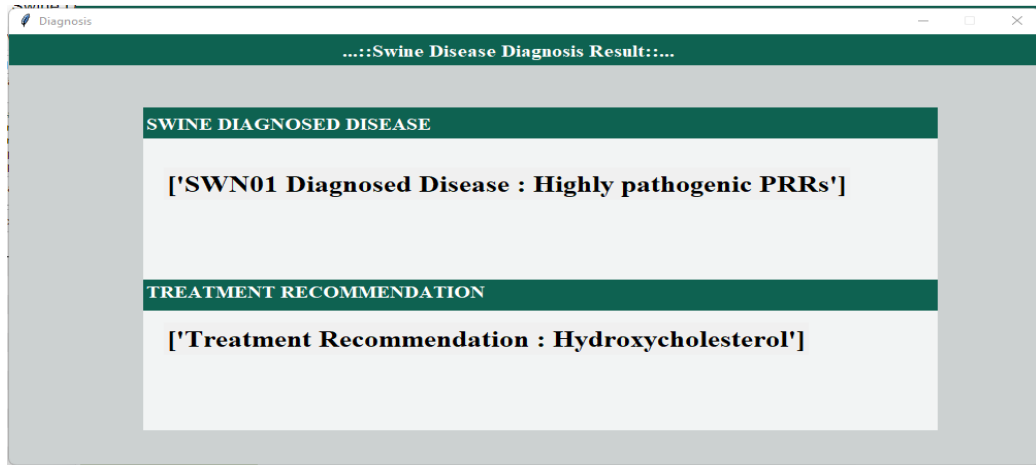 Diagnosis
...::Swine Disease Diagnosis Result::...
SWINE DIAGNOSED DISEASE
['SWN01 Diagnosed Disease : Highly pathogenic PRRs']
TREATMENT RECOMMENDATION
['Treatment Recommendation : Hydroxycholesterol']